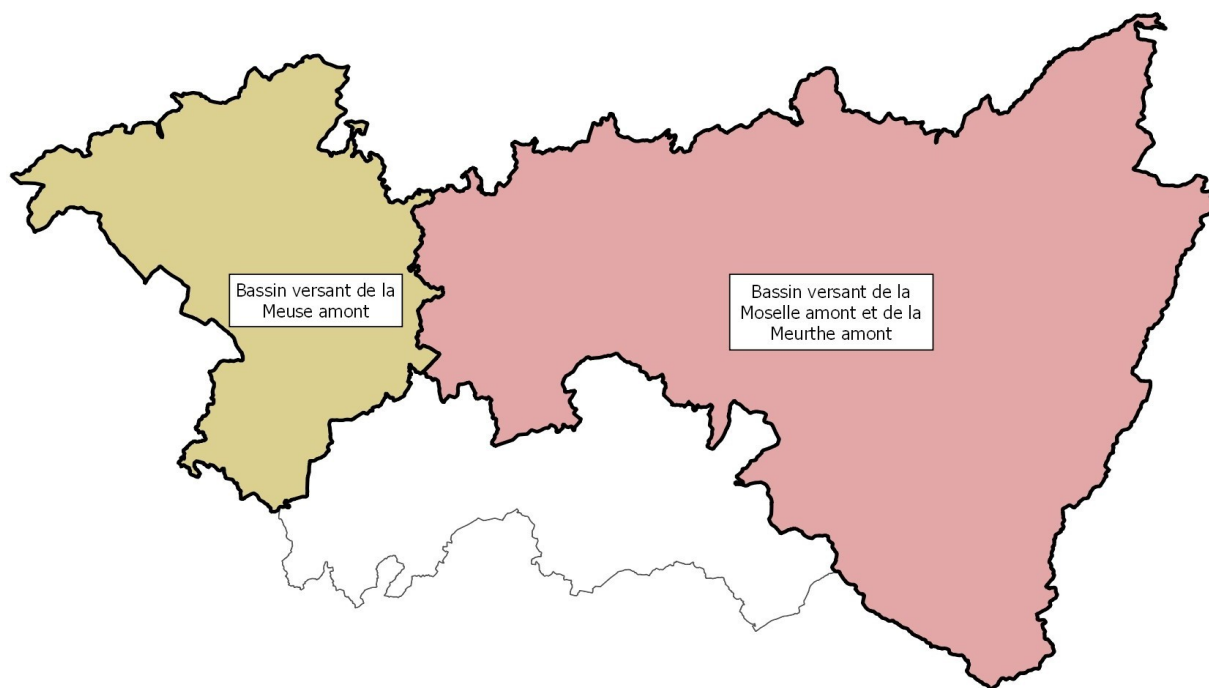 Bassin versant de la
Meuse amont
Bassin versant de la
Moselle amont et de la
Meurthe amont